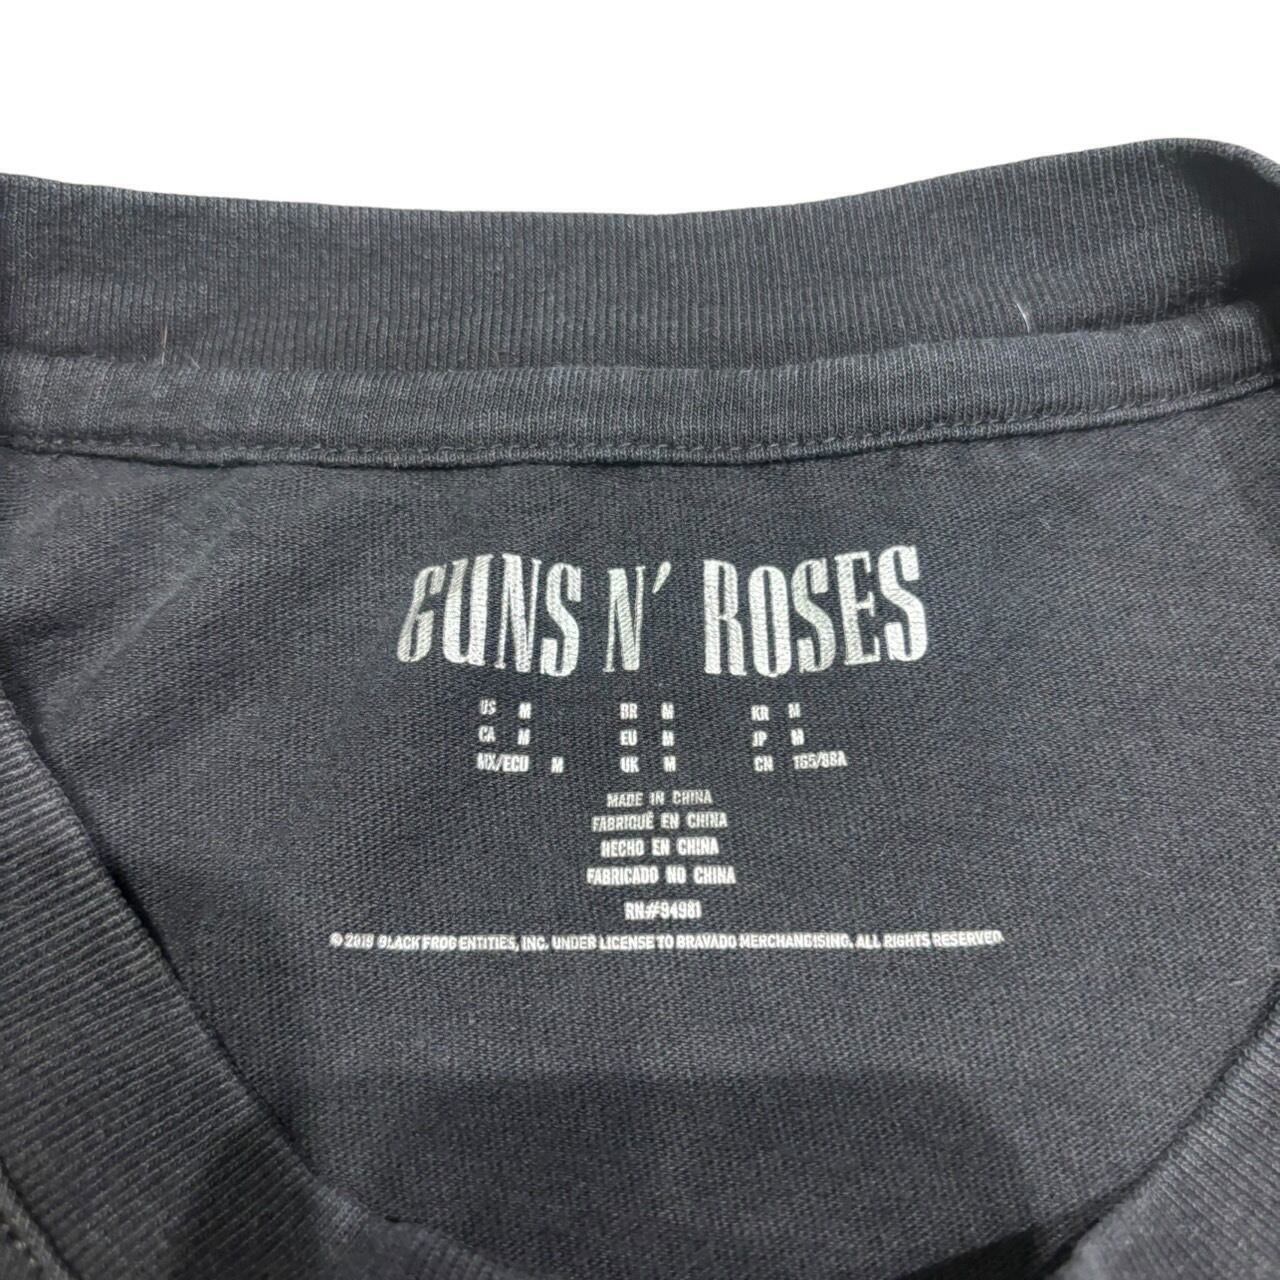 GUNS N' ROSES
US M BR M KR M
CA M EU M JP M
MX/ECU M UK M CN 165/88A
MADE IN CHINA
FABRIQUÉ EN CHINA
HECHO EN CHINA
FABRICADO NO CHINA
RN#94981
© 2019 BLACK FROG ENTITIES, INC. UNDER LICENSE TO BRAVADO MERCHANDISING. ALL RIGHTS RESERVED.